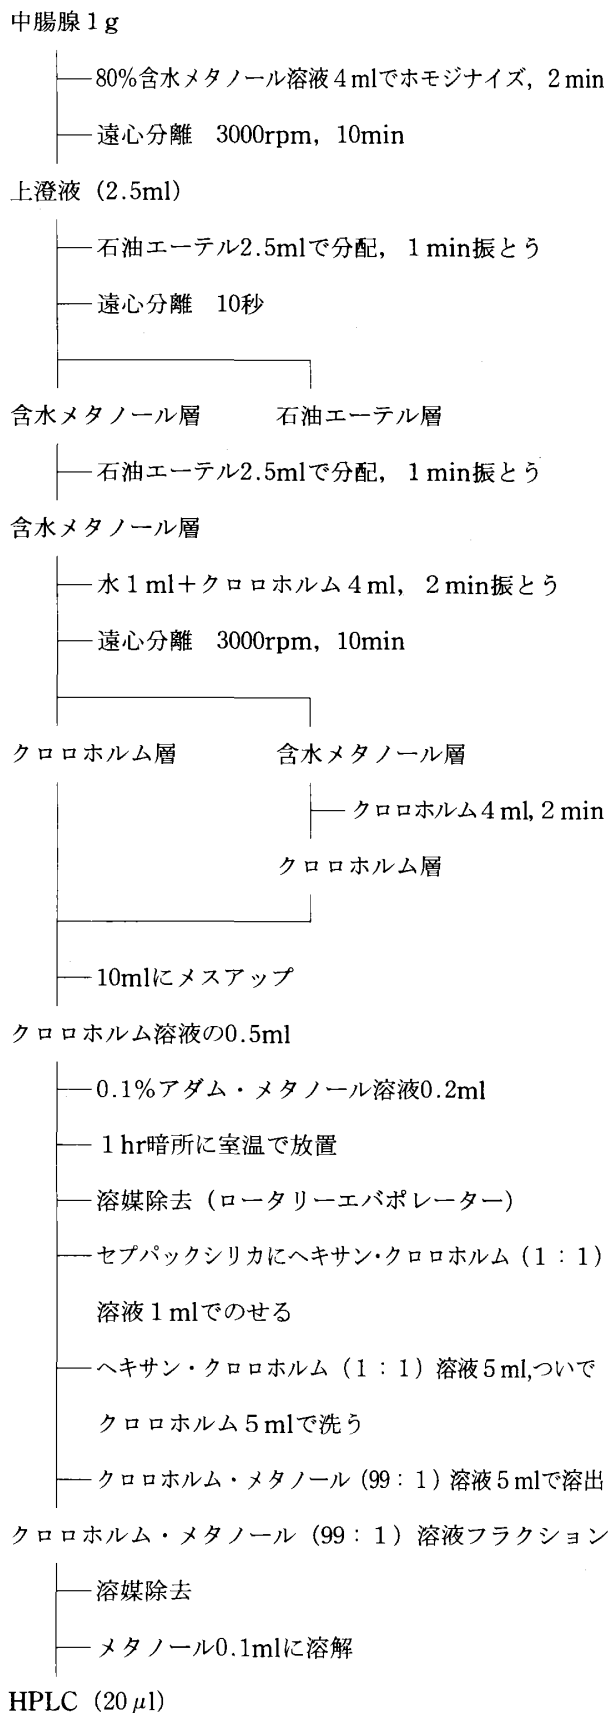 中腸腺1g
80%含水メタノール溶液4mlでホモジナイズ，2min
遠心分離　3000rpm，10min
上澄液（2.5ml）
石油エーテル2.5mlで分配，1min振とう
遠心分離　10秒
含水メタノール層　石油エーテル層
石油エーテル2.5mlで分配，1min振とう
含水メタノール層
水1ml＋クロロホルム4ml，2min振とう
遠心分離　3000rpm，10min
クロロホルム層　含水メタノール層
クロロホルム4ml, 2min
クロロホルム層
10mlにメスアップ
クロロホルム溶液の0.5ml
0.1%アダム・メタノール溶液0.2ml
1hr暗所に室温で放置
溶媒除去（ロータリーエバポレーター）
セプパックシリカにヘキサン・クロロホルム（1：1）
溶液1mlでのせる
ヘキサン・クロロホルム（1：1）溶液5ml,ついで
クロロホルム5mlで洗う
クロロホルム・メタノール（99：1）溶液5mlで溶出
クロロホルム・メタノール（99：1）溶液フラクション
溶媒除去
メタノール0.1mlに溶解
HPLC（20μl）